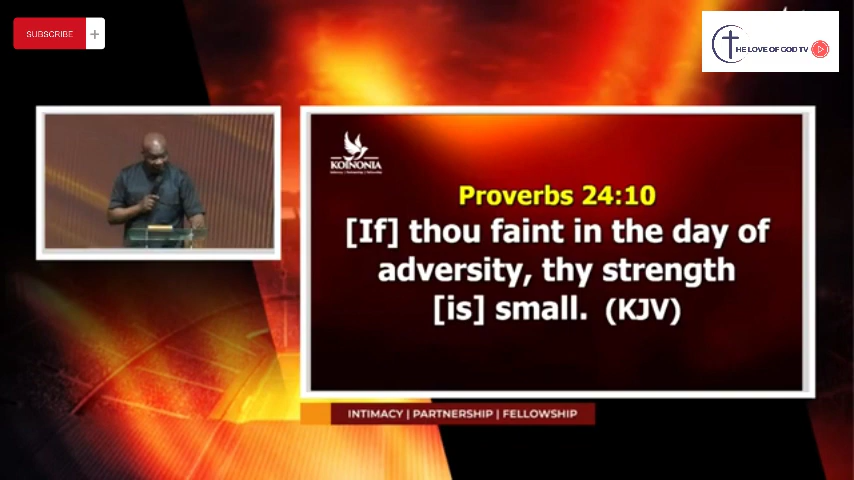 SUBSCRIBE +
HE LOVE OF GOD TV
KOINONIA
Proverbs 24:10
[If] thou faint in the day of
adversity, thy strength
[is] small. (KJV)
INTIMACY | PARTNERSHIP | FELLOWSHIP